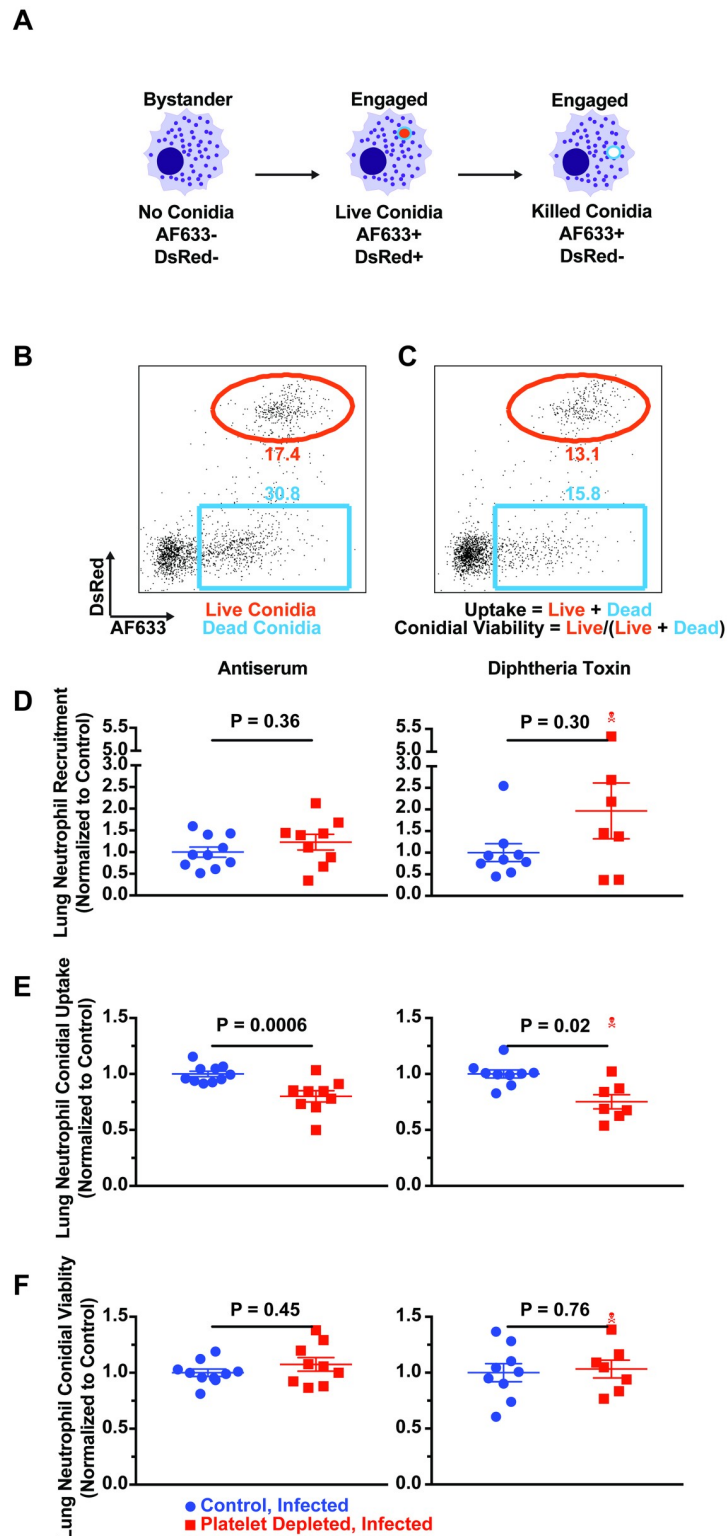 A
Bystander
Engaged
Engaged
No Conidia
AF633-
DsRed-
Live Conidia
AF633+
DsRed+
Killed Conidia
AF633+
DsRed-
B
17.4
30.8
DsRed
AF633
Live Conidia
Dead Conidia
C
13.1
15.8
Uptake = Live + Dead
Conidial Viability = Live/(Live + Dead)
Antiserum
Diphtheria Toxin
D
Lung Neutrophil Recruitment
(Normalized to Control)
5.5
5.0
3.0
2.5
2.0
1.5
1.0
0.5
0.0
P = 0.36
5.5
5.0
3.0
2.5
2.0
1.5
1.0
0.5
0.0
P = 0.30
E
Lung Neutrophil Conidial Uptake
(Normalized to Control)
1.5
1.0
0.5
0.0
P = 0.0006
1.5
1.0
0.5
0.0
P = 0.02
F
Lung Neutrophil Conidial Viablity
(Normalized to Control)
1.5
1.0
0.5
0.0
P = 0.45
1.5
1.0
0.5
0.0
P = 0.76
Control, Infected
Platelet Depleted, Infected